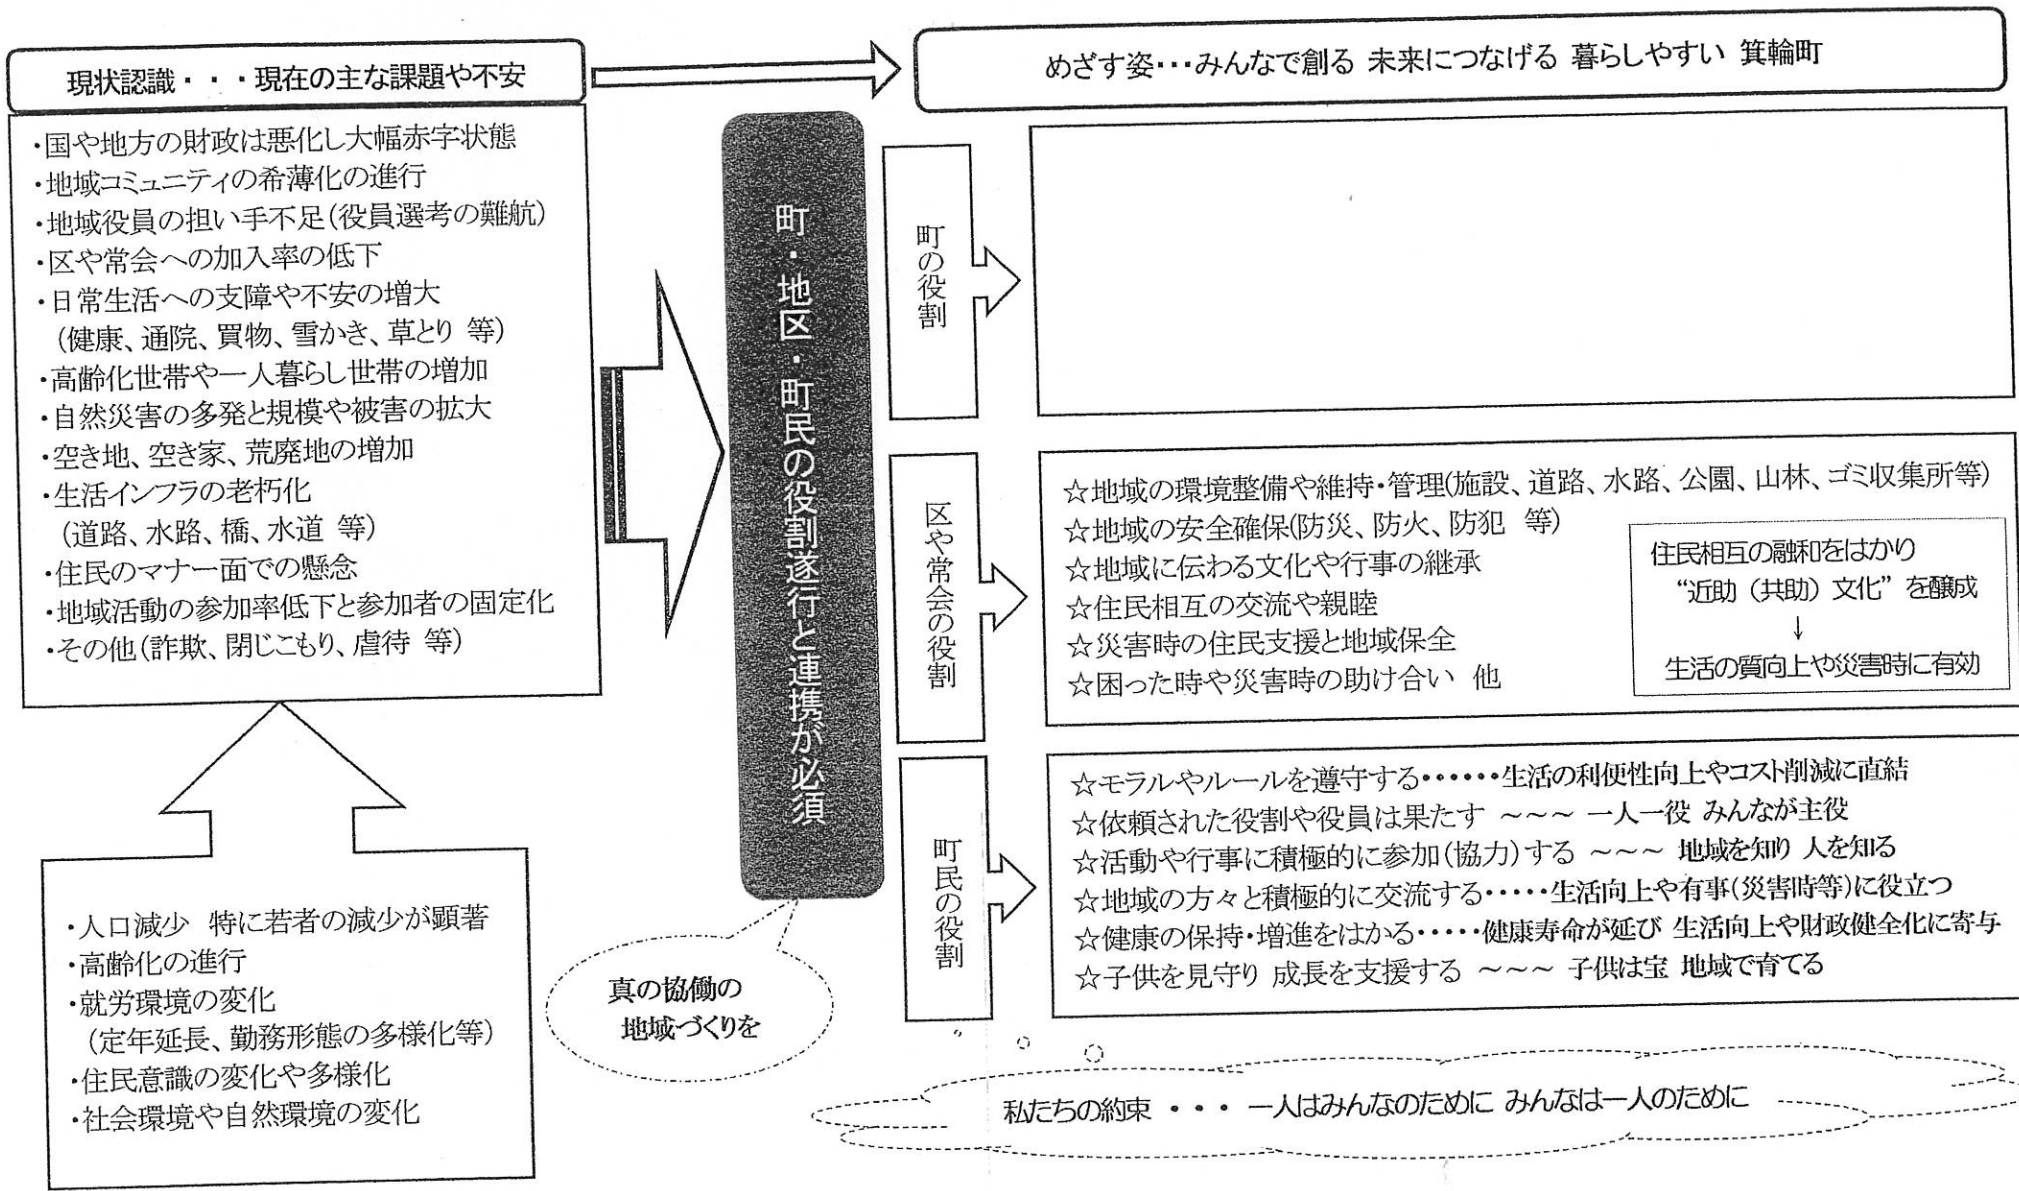 現状認識・・・現在の主な課題や不安
めざす姿・・・みんなで創る 未来につなげる 暮らしやすい 箕輪町
・国や地方の財政は悪化し大幅赤字状態
・地域コミュニティの希薄化の進行
・地域役員の担い手不足(役員選考の難航)
・区や常会への加入率の低下
・日常生活への支障や不安の増大
(健康、通院、買物、雪かき、草とり 等)
・高齢化世帯や一人暮らし世帯の増加
・自然災害の多発と規模や被害の拡大
・空き地、空き家、荒廃地の増加
・生活インフラの老朽化
(道路、水路、橋、水道 等)
・住民のマナー面での懸念
・地域活動の参加率低下と参加者の固定化
・その他(詐欺、閉じこもり、虐待 等)
・人口減少 特に若者の減少が顕著
・高齢化の進行
・就労環境の変化
(定年延長、勤務形態の多様化等)
・住民意識の変化や多様化
・社会環境や自然環境の変化
町・地区・町民の役割遂行と連携が必須
真の協働の
地域づくりを
町の役割
区や常会の役割
☆地域の環境整備や維持・管理(施設、道路、水路、公園、山林、ゴミ収集所等)
☆地域の安全確保(防災、防火、防犯 等)
☆地域に伝わる文化や行事の継承
☆住民相互の交流や親睦
☆災害時の住民支援と地域保全
☆困った時や災害時の助け合い 他
住民相互の融和をはかり
“近助(共助)文化”を醸成
↓
生活の質向上や災害時に有効
町民の役割
☆モラルやルールを遵守する・・・・・・生活の利便性向上やコスト削減に直結
☆依頼された役割や役員は果たす ～～～ 一人一役 みんなが主役
☆活動や行事に積極的に参加(協力)する ～～～ 地域を知り 人を知る
☆地域の方々と積極的に交流する・・・・・生活向上や有事(災害時等)に役立つ
☆健康の保持・増進をはかる・・・・・健康寿命が延び 生活向上や財政健全化に寄与
☆子供を見守り 成長を支援する ～～～ 子供は宝 地域で育てる
私たちの約束 ・・・ 一人はみんなのために みんなは一人のために